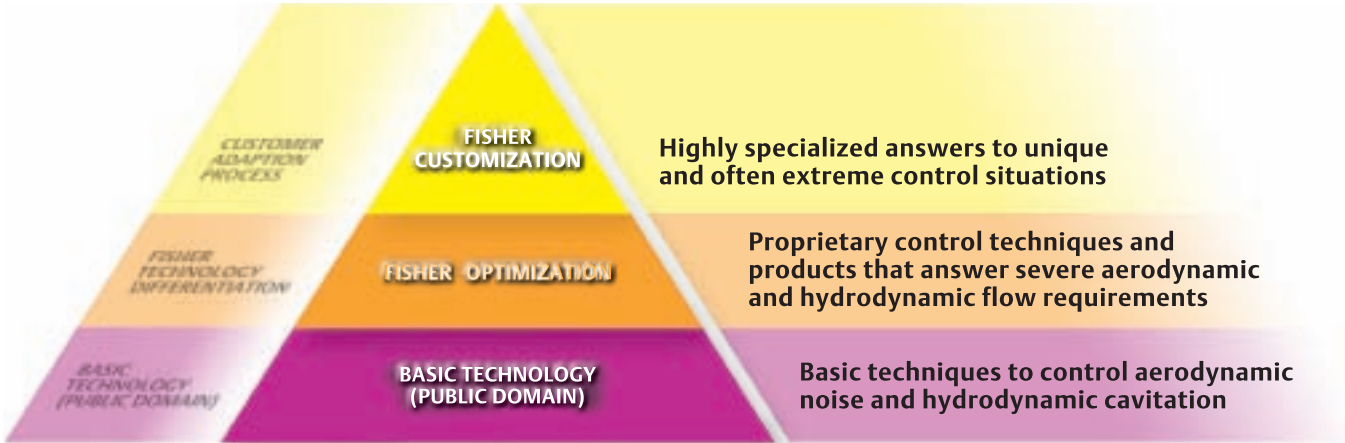 CUSTOMER
ADAPTION
PROCESS
FISHER
CUSTOMIZATION
Highly specialized answers to unique
and often extreme control situations
FISHER
TECHNOLOGY
DIFFERENTIATION
FISHER OPTIMIZATION
Proprietary control techniques and
products that answer severe aerodynamic
and hydrodynamic flow requirements
BASIC
TECHNOLOGY
(PUBLIC DOMAIN)
BASIC TECHNOLOGY
(PUBLIC DOMAIN)
Basic techniques to control aerodynamic
noise and hydrodynamic cavitation